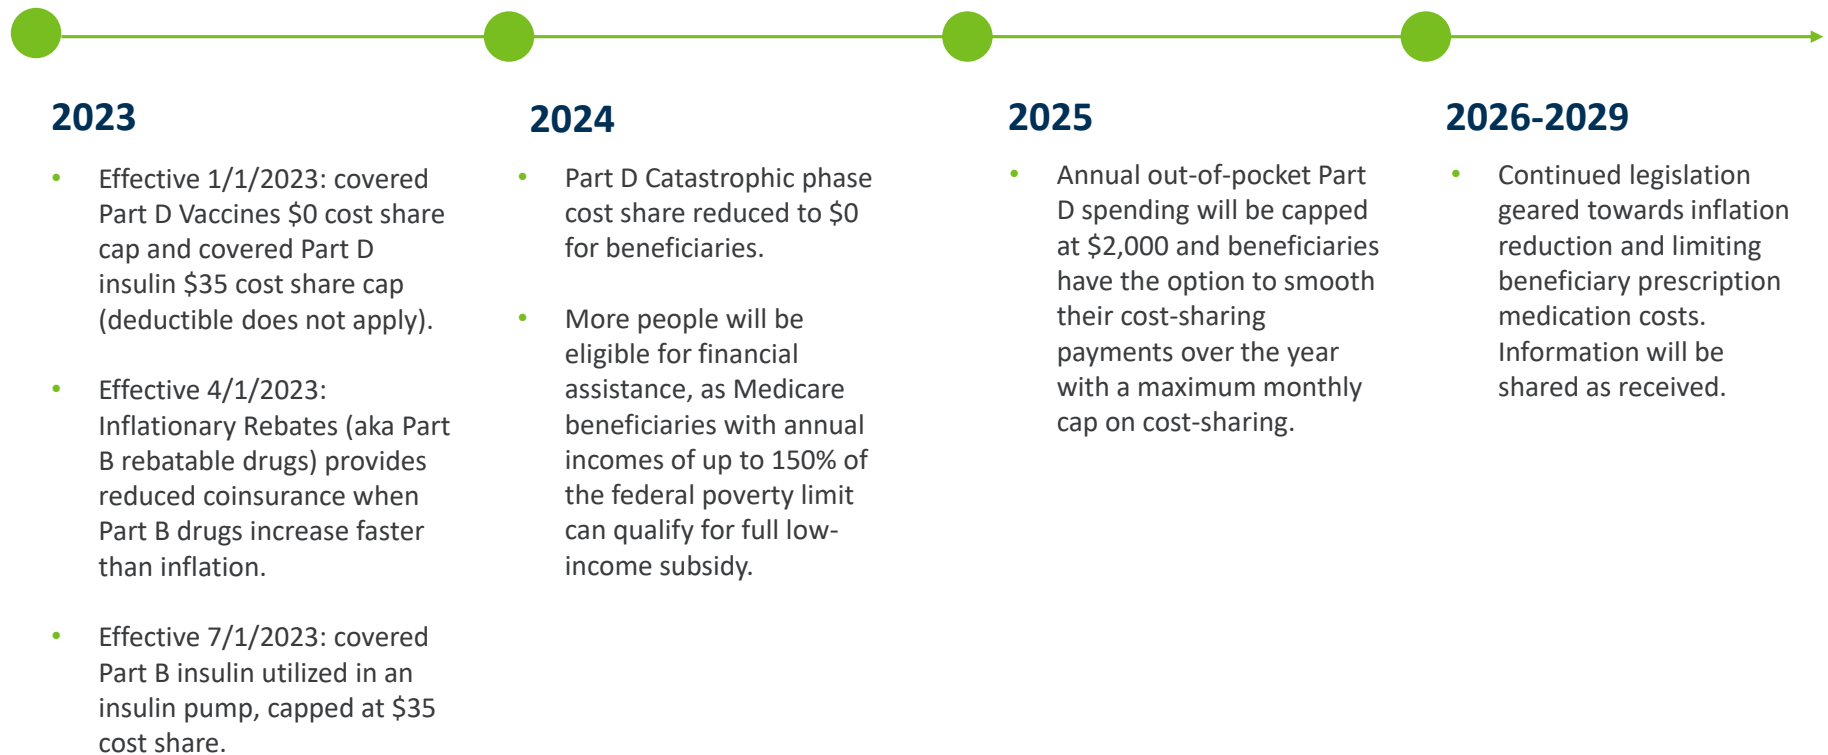 2023
• Effective 1/1/2023: covered
Part D Vaccines $0 cost share
cap and covered Part D
insulin $35 cost share cap
(deductible does not apply).
• Effective 4/1/2023:
Inflationary Rebates (aka Part
B rebatable drugs) provides
reduced coinsurance when
Part B drugs increase faster
than inflation.
• Effective 7/1/2023: covered
Part B insulin utilized in an
insulin pump, capped at $35
cost share.
2024
• Part D Catastrophic phase
cost share reduced to $0
for beneficiaries.
• More people will be
eligible for financial
assistance, as Medicare
beneficiaries with annual
incomes of up to 150% of
the federal poverty limit
can qualify for full low-
income subsidy.
2025
• Annual out-of-pocket Part
D spending will be capped
at $2,000 and beneficiaries
have the option to smooth
their cost-sharing
payments over the year
with a maximum monthly
cap on cost-sharing.
2026-2029
• Continued legislation
geared towards inflation
reduction and limiting
beneficiary prescription
medication costs.
Information will be
shared as received.